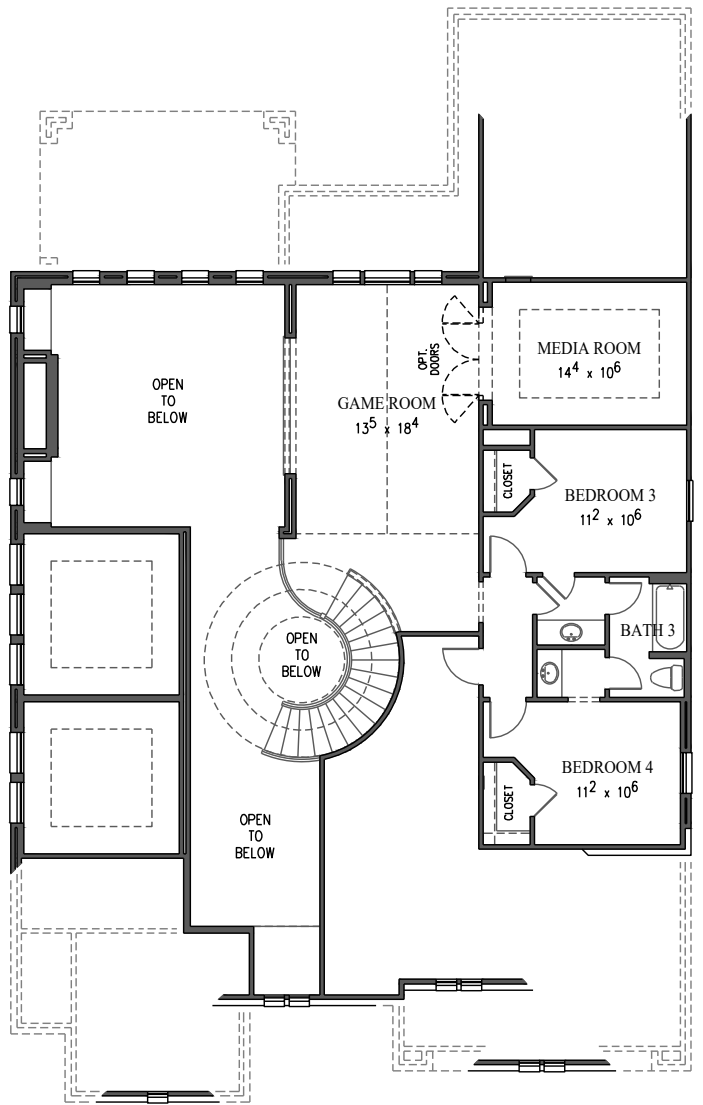 MEDIA ROOM
14⁴ x 10⁶
OPT.
DOORS
OPEN
TO
BELOW
GAME ROOM
13⁵ x 18⁴
CLOSET
BEDROOM 3
11² x 10⁶
BATH 3
OPEN
TO
BELOW
BEDROOM 4
11² x 10⁶
CLOSET
OPEN
TO
BELOW